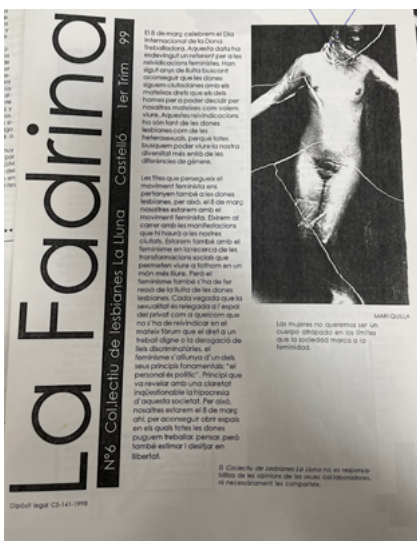 La Fadrina
Nº6 Col.lectiu de lesbianes La Lluna Castelló 1er Trim 99
El 8 de març celebrem el Dia
Internacional de la Dona
Treballadora. Aquesta data ha
esdevingut un referent per a les
reividicacions feministes. Han
sigut anys de lluita buscant
aconseguir que les dones
siguem ciutadanes amb els
mateixos drets que els dels
homes per a poder decidir per
nosaltres mateixes com volem
viure. Aquestes reivindicacions
ho són tant de les dones
lesbianes com de les
heterosexuals, perquè totes
busquem poder viure la nostra
diversitat més enllà de les
diferències de gènere.
Les fites que persegueix el
moviment feminista ens
pertanyen també a les dones
lesbianes, per això, el 8 de març
nosaltres estarem amb el
moviment feminista. Eixirem al
carrer amb les manifestacions
que hi haurà a les nostres
ciutats. Estarem també amb el
feminisme en la recerca de les
transformacions socials que
permeten viure a tothom en un
món més lliure. Però el
feminisme també s'ha de fer
ressò de la lluita de les dones
lesbianes. Cada vegada que la
sexualitat és relegada a l'espai
del privat com a quelcom que
no s'ha de reivindicar en el
mateix fòrum que el dret a un
treball digne o la derogació de
lleis discriminatòries, el
feminisme s'allunya d'un dels
seus principis fonamentals: "el
personal és polític". Principi que
va revelar amb una claretat
inqüestionable la hipocresia
d'aquesta societat. Per això,
nosaltres estarem el 8 de març
ahí, per aconseguir obrir espais
en els quals totes les dones
puguem treballar, pensar, però
també estimar i desitjar en
llibertat.
MARI QUILLA
Las mujeres no queremos ser un
cuerpo atrapado en los límites
que la sociedad marca a la
feminidad.
El Col.lectiu de Lesbianes La Lluna no es responsa-
bilitza de les opinions de les seues col.laboradores,
ni necessàriament les comparteix.
Dipòsit legal CS-141-1998